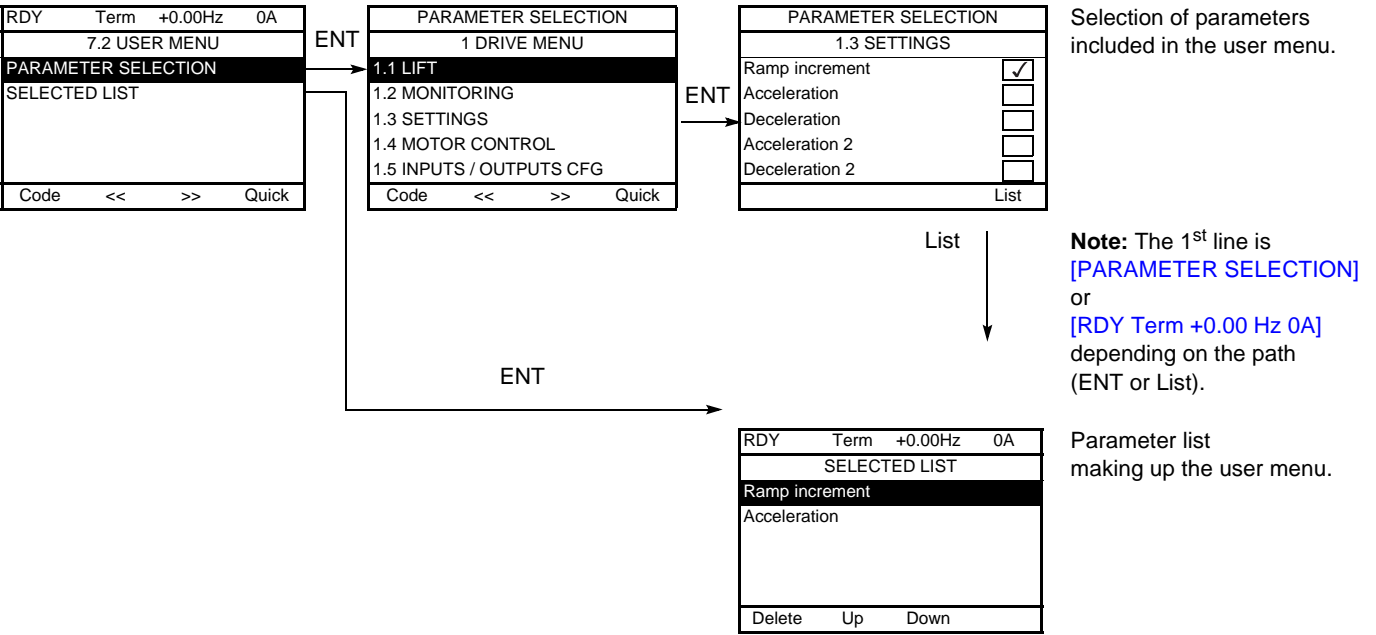 RDY Term +0.00Hz 0A
7.2 USER MENU
PARAMETER SELECTION
SELECTED LIST
Code << >> Quick
ENT
PARAMETER SELECTION
1 DRIVE MENU
1.1 LIFT
1.2 MONITORING
1.3 SETTINGS
1.4 MOTOR CONTROL
1.5 INPUTS / OUTPUTS CFG
Code << >> Quick
ENT
PARAMETER SELECTION
1.3 SETTINGS
Ramp increment ✓
Acceleration
Deceleration
Acceleration 2
Deceleration 2
List
Selection of parameters
included in the user menu.
List
Note: The 1st line is
[PARAMETER SELECTION]
or
[RDY Term +0.00 Hz 0A]
depending on the path
(ENT or List).
ENT
RDY Term +0.00Hz 0A
SELECTED LIST
Ramp increment
Acceleration
Delete Up Down
Parameter list
making up the user menu.